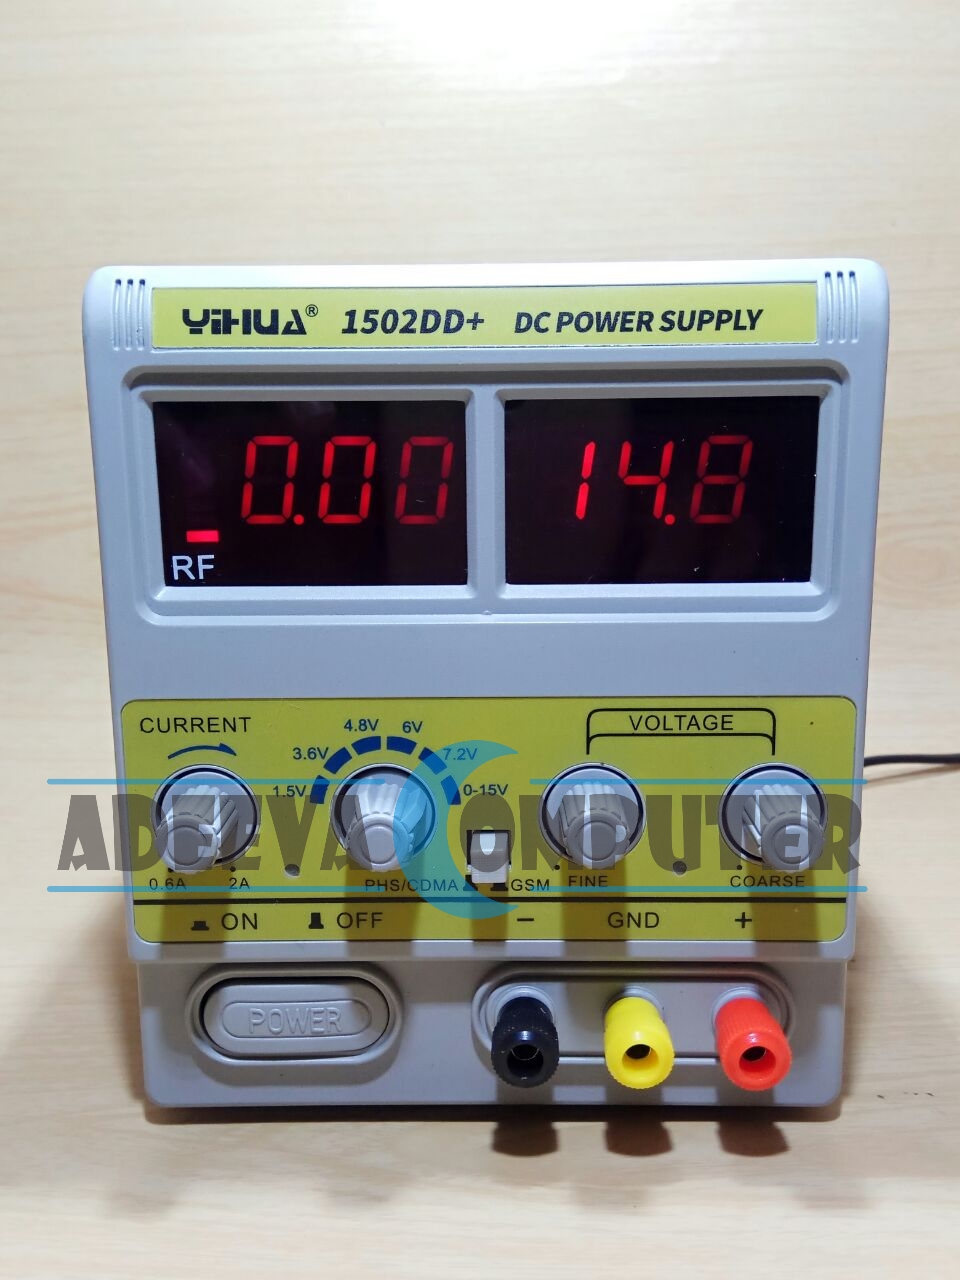 YiHUA® 1502DD+ DC POWER SUPPLY
0.00
14.8
RF
CURRENT
0.6A 2A
1.5V 3.6V 4.8V 6V 7.2V 0-15V
PHS/CDMA GSM
VOLTAGE
FINE COARSE
ADEEVA COMPUTER
ON OFF
- GND +
POWER